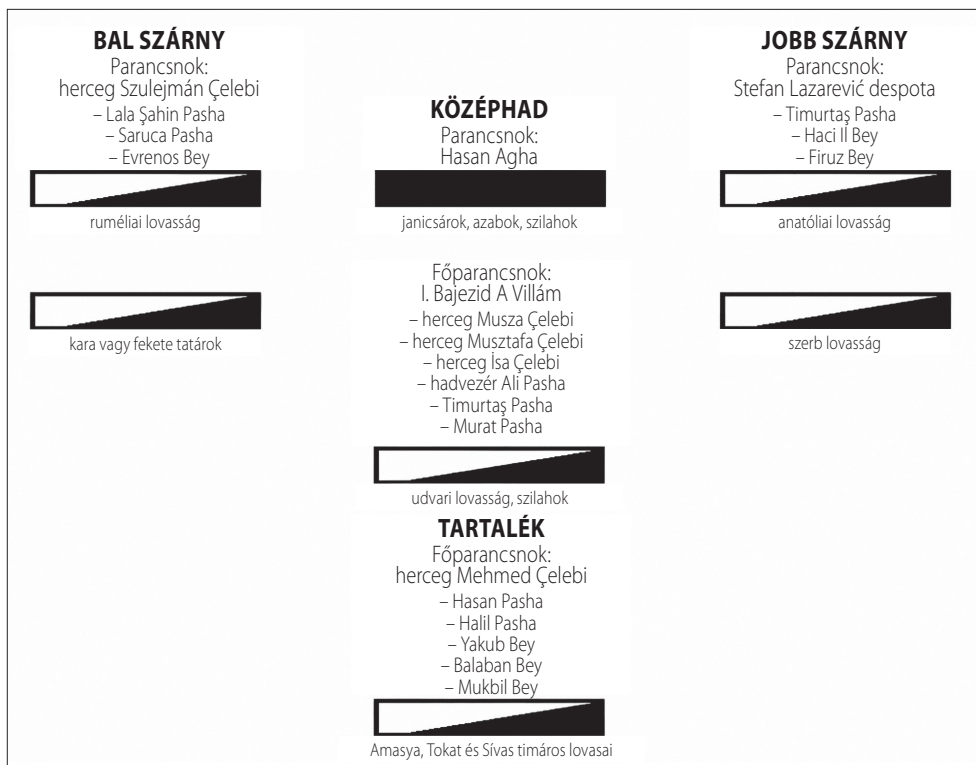 BAL SZÁRNY
Parancsnok:
herceg Szulejmán Çelebi
– Lala Şahin Pasha
– Saruca Pasha
– Evrenos Bey
ruméliai lovasság
kara vagy fekete tatárok
KÖZÉPHAD
Parancsnok:
Hasan Agha
janicsárok, azabok, szilahok
Főparancsnok:
I. Bajezid A Villám
– herceg Musza Çelebi
– herceg Musztafa Çelebi
– herceg İsa Çelebi
– hadvezér Ali Pasha
– Timurtaş Pasha
– Murat Pasha
udvari lovasság, szilahok
TARTALÉK
Főparancsnok:
herceg Mehmed Çelebi
– Hasan Pasha
– Halil Pasha
– Yakub Bey
– Balaban Bey
– Mukbil Bey
Amasya, Tokat és Sívas timáros lovasai
JOBB SZÁRNY
Parancsnok:
Stefan Lazarević despota
– Timurtaş Pasha
– Haci Il Bey
– Firuz Bey
anatóliai lovasság
szerb lovasság